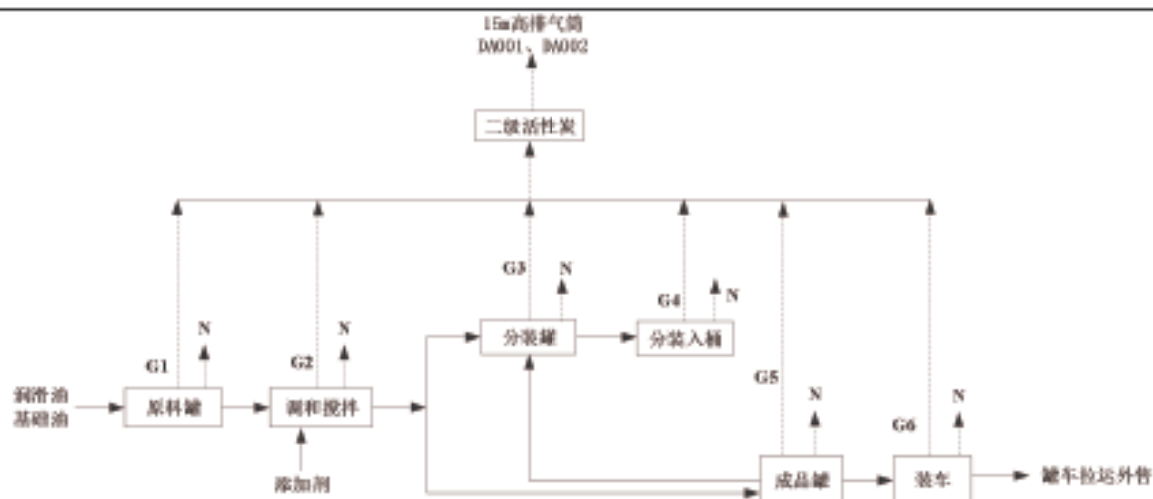 15m高排气筒
DA001、DA002
二级活性炭
G3
N
G4
N
分装罐
分装入桶
N
N
G1
G2
G5
N
N
润滑油
基础油
原料罐
调和搅拌
G6
添加剂
成品罐
装车
罐车拉运外售